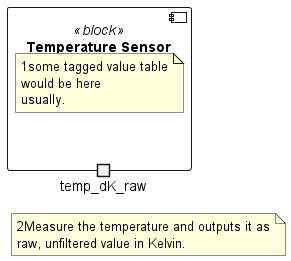 «block»
Temperature Sensor
1some tagged value table
would be here
usually.
temp_dK_raw
2Measure the temperature and outputs it as
raw, unfiltered value in Kelvin.